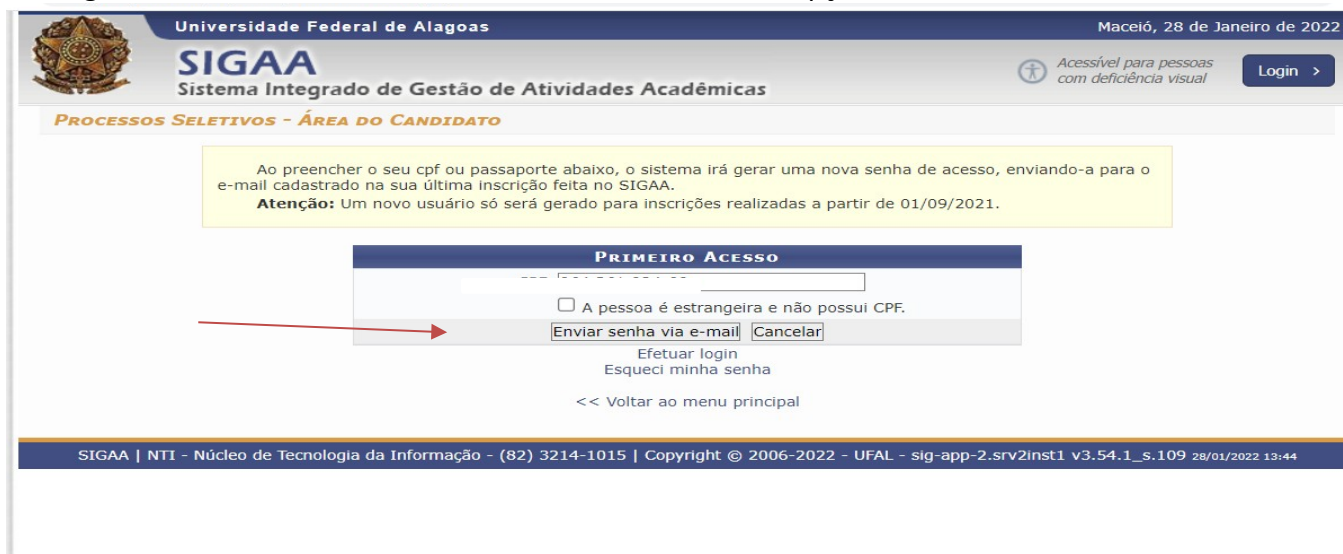 Universidade Federal de Alagoas
Maceió, 28 de Janeiro de 2022
SIGAA
Sistema Integrado de Gestão de Atividades Acadêmicas
Acessível para pessoas
com deficiência visual
Login >
PROCESSOS SELETIVOS - ÁREA DO CANDIDATO
Ao preencher o seu cpf ou passaporte abaixo, o sistema irá gerar uma nova senha de acesso, enviando-a para o
e-mail cadastrado na sua última inscrição feita no SIGAA.
Atenção: Um novo usuário só será gerado para inscrições realizadas a partir de 01/09/2021.
PRIMEIRO ACESSO
A pessoa é estrangeira e não possui CPF.
Enviar senha via e-mail Cancelar
Efetuar login
Esqueci minha senha
<< Voltar ao menu principal
SIGAA | NTI - Núcleo de Tecnologia da Informação - (82) 3214-1015 | Copyright © 2006-2022 - UFAL - sig-app-2.srv2inst1 v3.54.1_s.109 28/01/2022 13:44